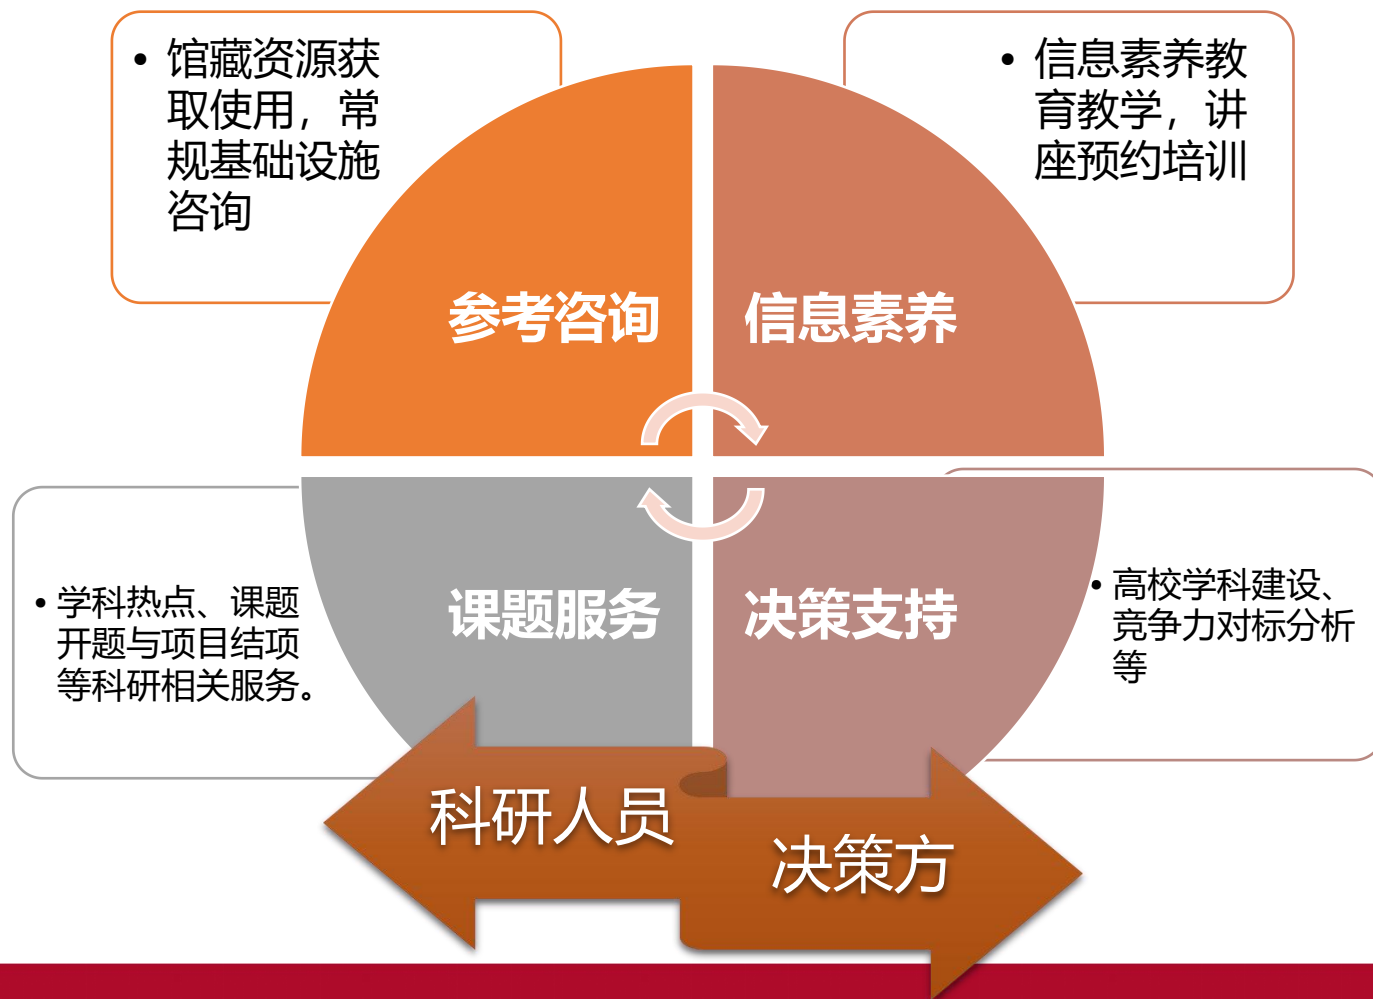 • 馆藏资源获
取使用，常
规基础设施
咨询
• 信息素养教
育教学，讲
座预约培训
参考咨询
信息素养
• 学科热点、课题
开题与项目结项
等科研相关服务。
课题服务
决策支持
• 高校学科建设、
竞争力对标分析
等
科研人员
决策方